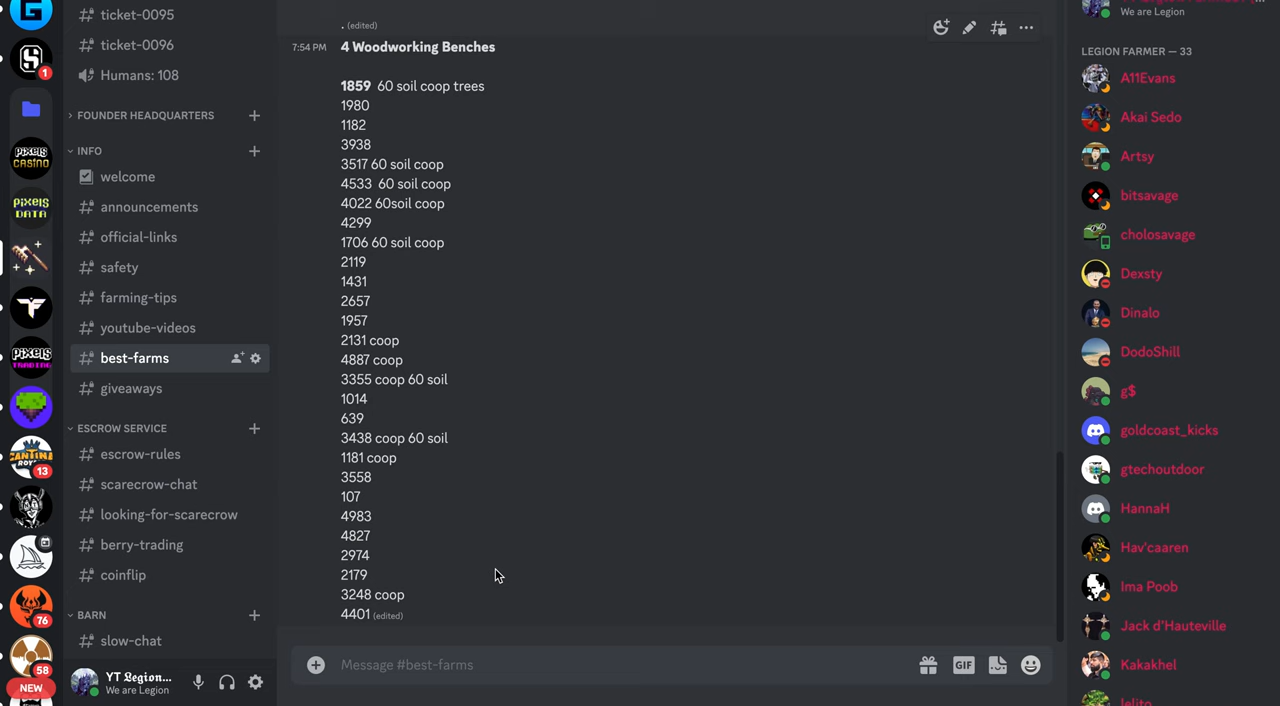 ticket-0095
ticket-0096
Humans: 108
FOUNDER HEADQUARTERS
INFO
welcome
announcements
official-links
safety
farming-tips
youtube-videos
best-farms
giveaways
ESCROW SERVICE
escrow-rules
scarecrow-chat
looking-for-scarecrow
berry-trading
coinflip
BARN
slow-chat
YT Legion...
We are Legion
1
PIXELS CASINO
PIXELS DATA
PIXELS TRADING
CANTINA ROYALE
13
76
58
NEW
. (edited)
7:54 PM 4 Woodworking Benches
1859 60 soil coop trees
1980
1182
3938
3517 60 soil coop
4533 60 soil coop
4022 60soil coop
4299
1706 60 soil coop
2119
1431
2657
1957
2131 coop
4887 coop
3355 coop 60 soil
1014
639
3438 coop 60 soil
1181 coop
3558
107
4983
4827
2974
2179
3248 coop
4401 (edited)
Message #best-farms
GIF
We are Legion
LEGION FARMER — 33
A11Evans
Akai Sedo
Artsy
bitsavage
cholosavage
Dexsty
Dinalo
DodoShill
g$
goldcoast_kicks
gtechoutdoor
HannaH
Hav'caaren
Ima Poob
Jack d'Hauteville
Kakakhel